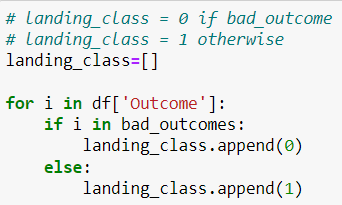 # landing_class = 0 if bad_outcome
# landing_class = 1 otherwise
landing_class=[]
for i in df['Outcome']:
    if i in bad_outcomes:
        landing_class.append(0)
    else:
        landing_class.append(1)